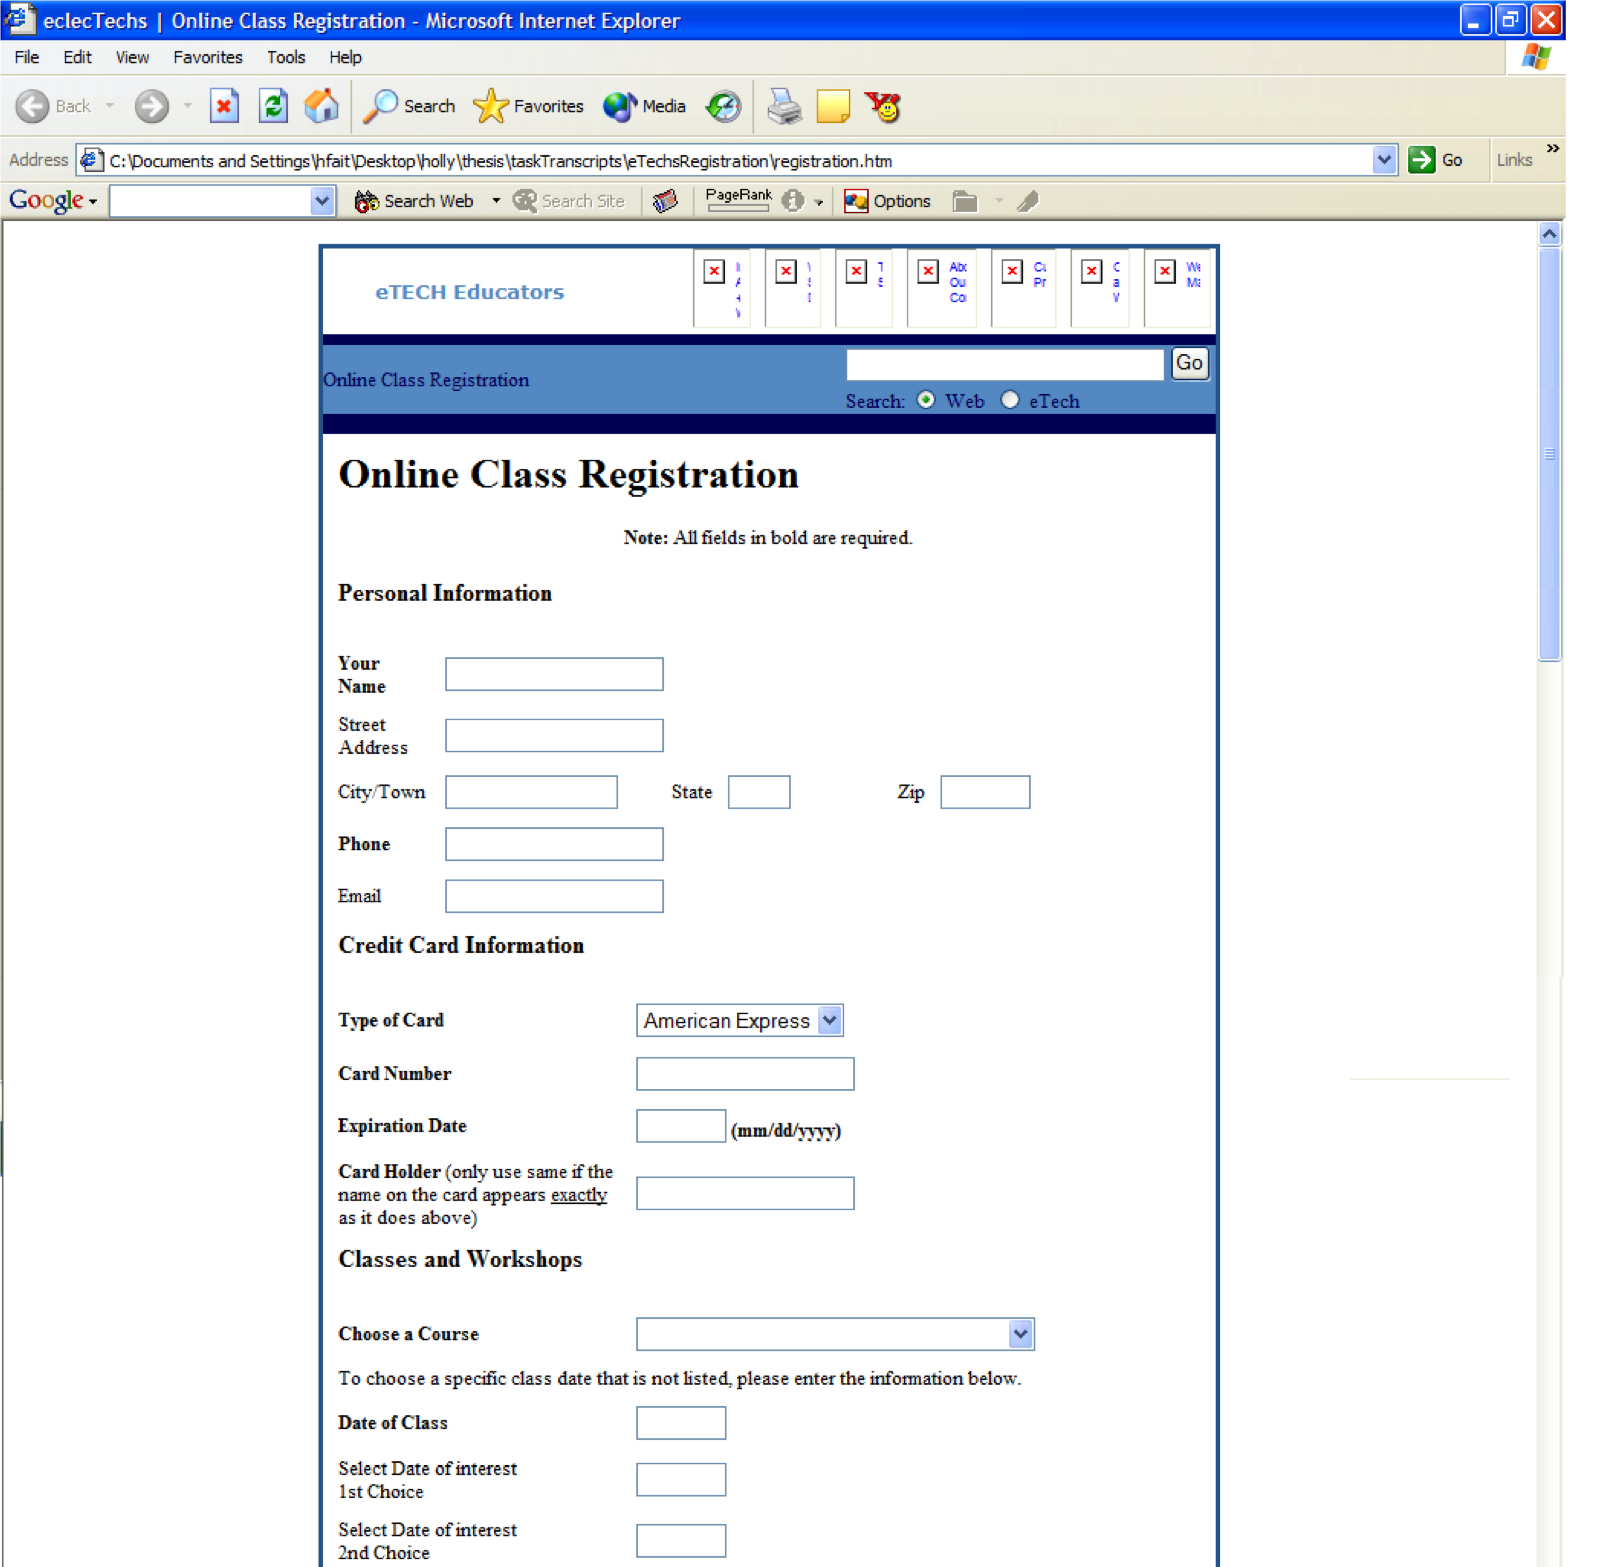 eclecTechs | Online Class Registration - Microsoft Internet Explorer
File Edit View Favorites Tools Help
Back Search Favorites Media
Address C:\Documents and Settings\hfait\Desktop\holly\thesis\taskTranscripts\eTechsRegistration\registration.htm Go Links »
Google Search Web Search Site PageRank Options
eTECH Educators
Abc
Ou
Co
Pr
We
Ma
Online Class Registration Go
Search: Web eTech
Online Class Registration
Note: All fields in bold are required.
Personal Information
Your
Name
Street
Address
City/Town State Zip
Phone
Email
Credit Card Information
Type of Card American Express
Card Number
Expiration Date (mm/dd/yyyy)
Card Holder (only use same if the
name on the card appears exactly
as it does above)
Classes and Workshops
Choose a Course
To choose a specific class date that is not listed, please enter the information below.
Date of Class
Select Date of interest
1st Choice
Select Date of interest
2nd Choice